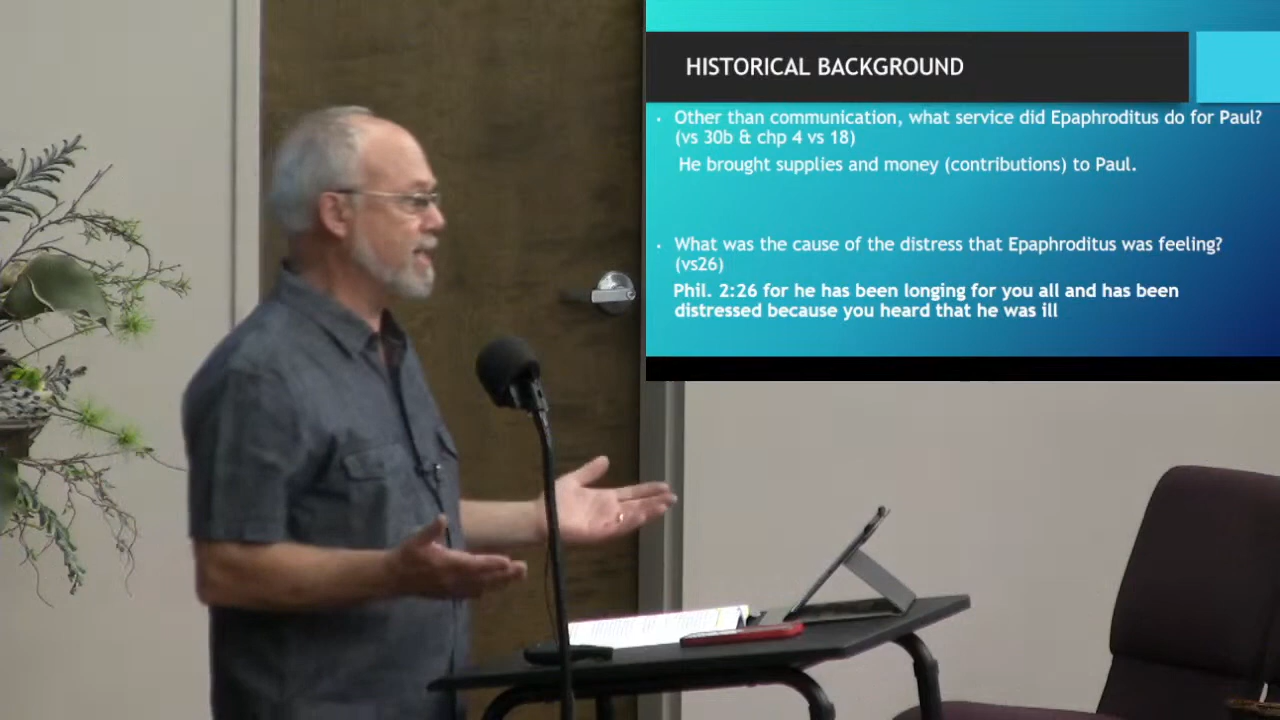 HISTORICAL BACKGROUND
• Other than communication, what service did Epaphroditus do for Paul?
(vs 30b & chp 4 vs 18)
He brought supplies and money (contributions) to Paul.
• What was the cause of the distress that Epaphroditus was feeling?
(vs26)
Phil. 2:26 for he has been longing for you all and has been
distressed because you heard that he was ill